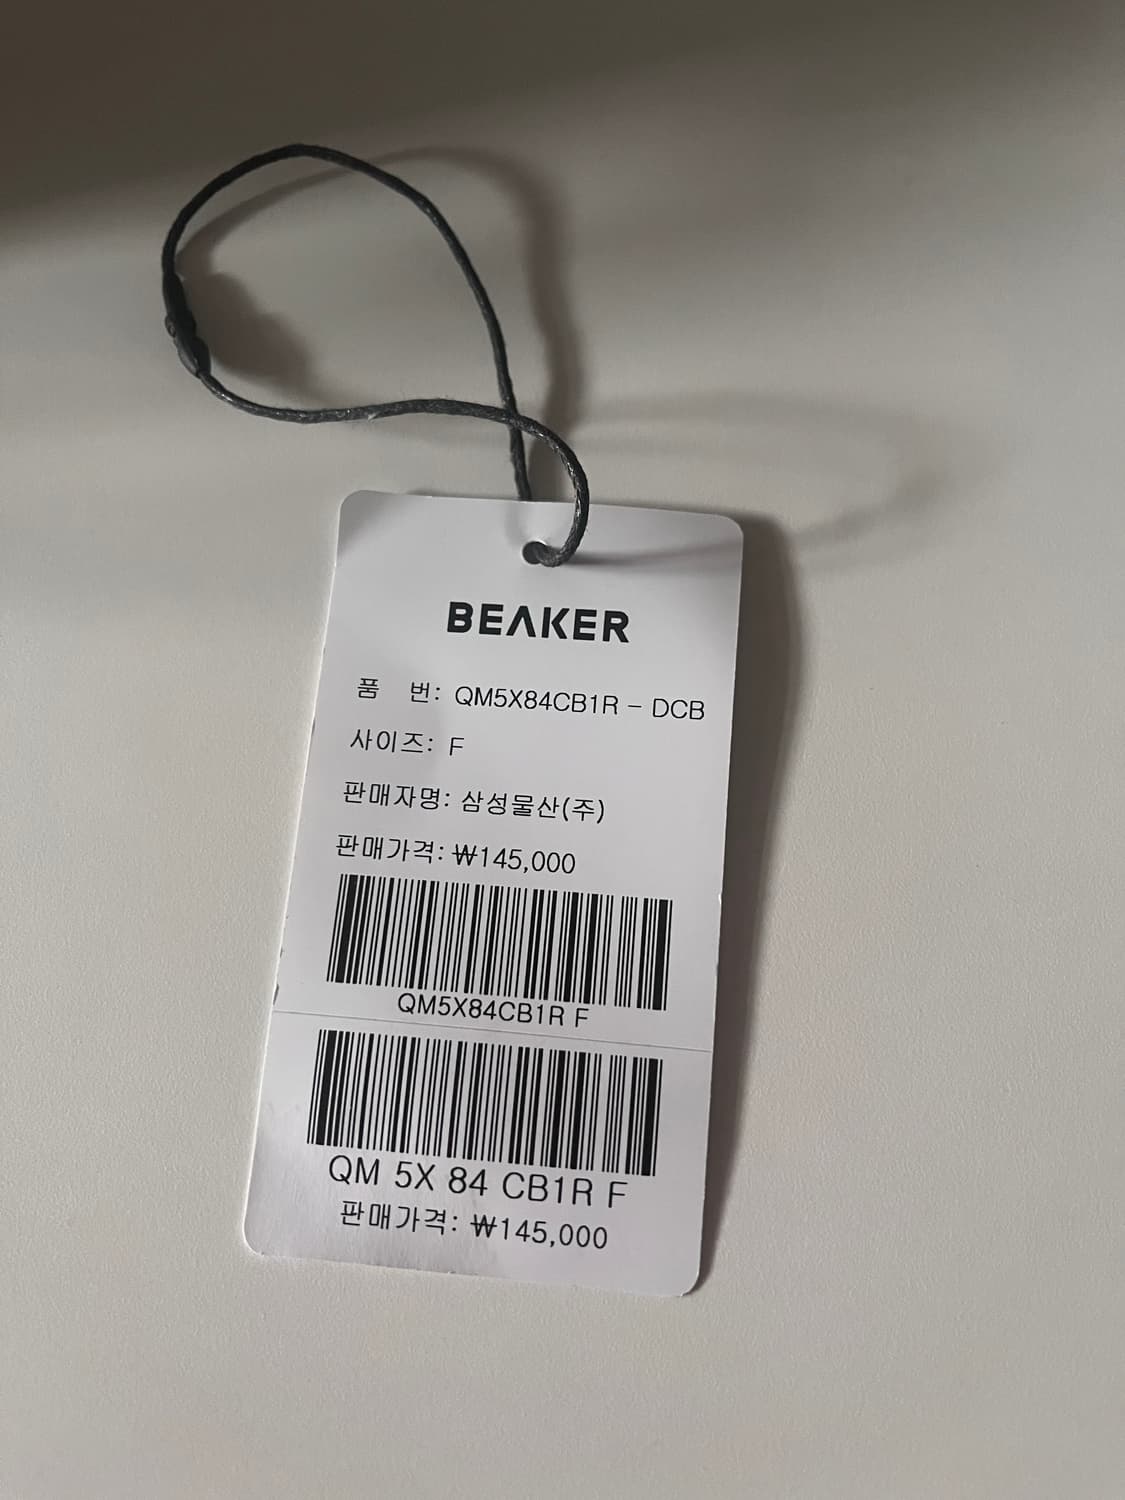 BEAKER
품 번: QM5X84CB1R - DCB
사이즈: F
판매자명: 삼성물산(주)
판매가격: ₩145,000
QM5X84CB1R F
QM 5X 84 CB1R F
판매가격: ₩145,000